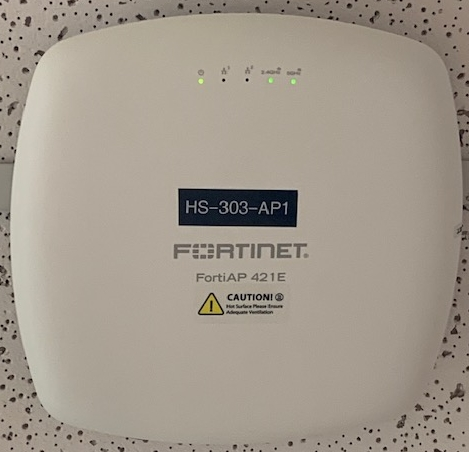 HS-303-AP1
FORTINET
FortiAP 421E
CAUTION!
Hot Surface Please Ensure
Adequate Ventilation